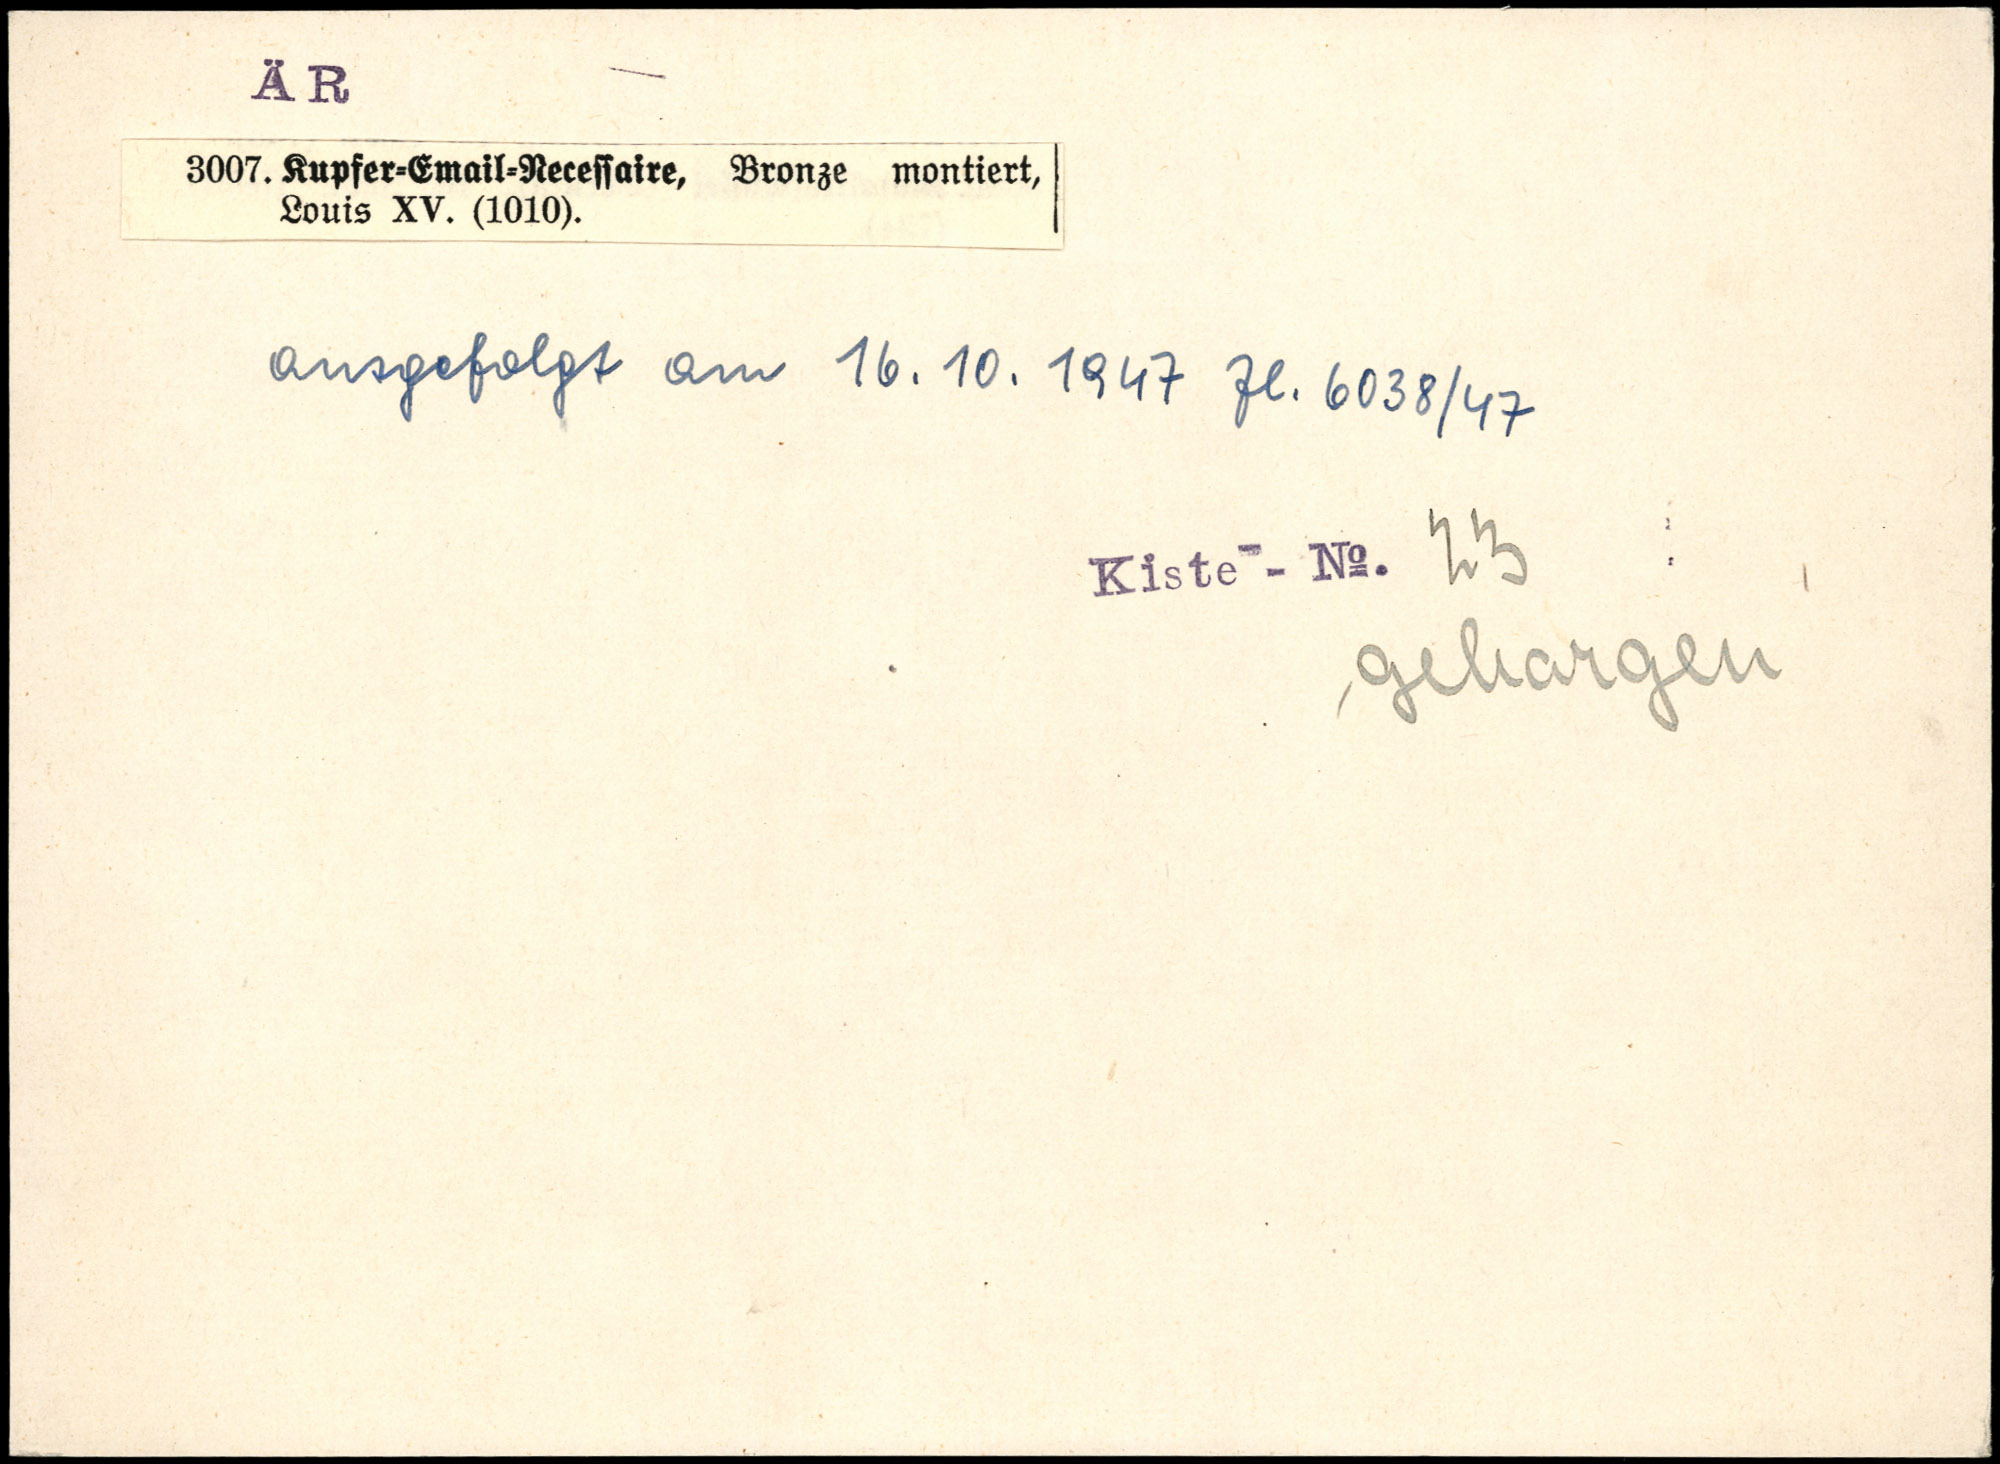 ÄR
3007. Kupfer-Email-Necessaire, Bronze montiert,
Louis XV. (1010).
ausgefolgt am 16. 10. 1947 Zl. 6038/47
Kiste - No. 23
geborgen